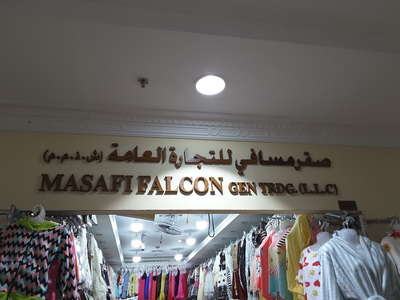 صقر مسافي للتجارة العامة (ش.ذ.م.م)
MASAFI FALCON GEN TRDG.(L.L.C)